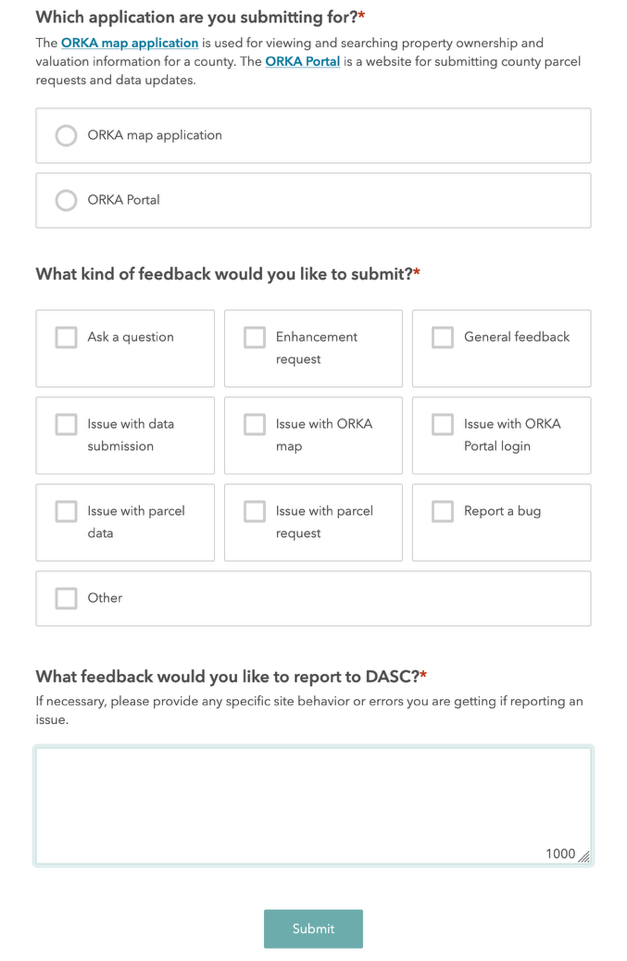 Which application are you submitting for?*
The ORKA map application is used for viewing and searching property ownership and
valuation information for a county. The ORKA Portal is a website for submitting county parcel
requests and data updates.
ORKA map application
ORKA Portal
What kind of feedback would you like to submit?*
Ask a question
Enhancement
request
General feedback
Issue with data
submission
Issue with ORKA
map
Issue with ORKA
Portal login
Issue with parcel
data
Issue with parcel
request
Report a bug
Other
What feedback would you like to report to DASC?*
If necessary, please provide any specific site behavior or errors you are getting if reporting an
issue.
1000
Submit